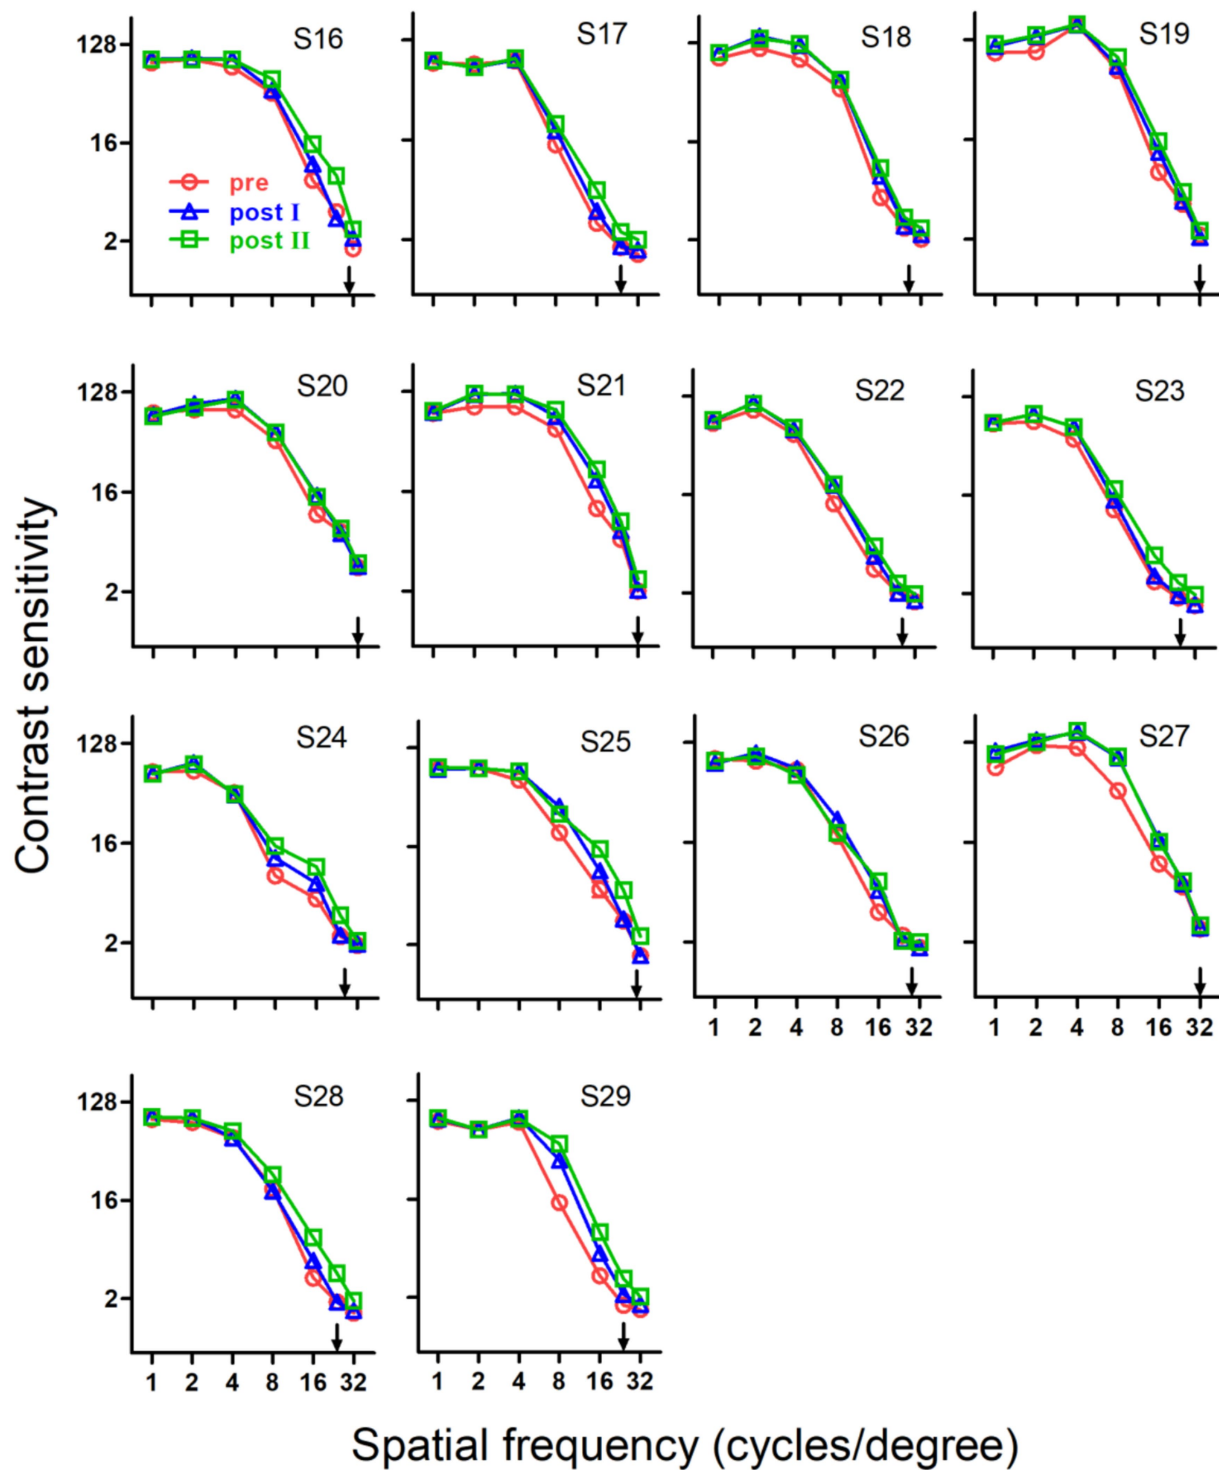 S16 S17 S18 S19
128
16
2
pre
post I
post II
S20 S21 S22 S23
128
16
2
Contrast sensitivity
S24 S25 S26 S27
128
16
2
1 2 4 8 16 32 1 2 4 8 16 32
S28 S29
128
16
2
1 2 4 8 16 32 1 2 4 8 16 32
Spatial frequency (cycles/degree)